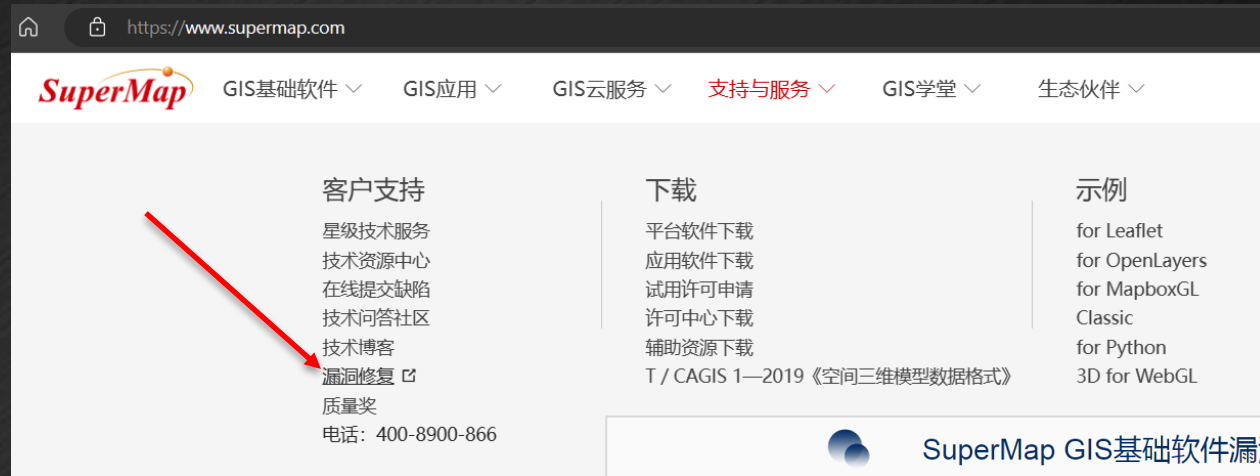 https://www.supermap.com
SuperMap GIS基础软件 GIS应用 GIS云服务 支持与服务 GIS学堂 生态伙伴
客户支持
星级技术服务
技术资源中心
在线提交缺陷
技术问答社区
技术博客
漏洞修复
质量奖
电话：400-8900-866
下载
平台软件下载
应用软件下载
试用许可申请
许可中心下载
辅助资源下载
T / CAGIS 1—2019《空间三维模型数据格式》
示例
for Leaflet
for OpenLayers
for MapboxGL
Classic
for Python
3D for WebGL
SuperMap GIS基础软件漏